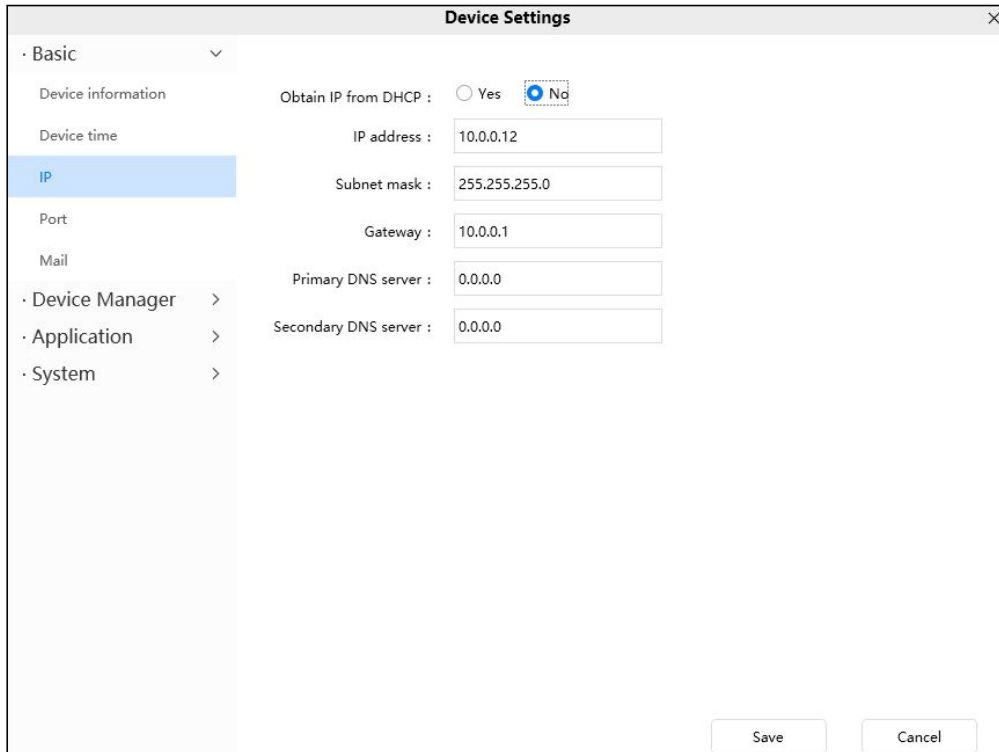 Device Settings
· Basic
Device information
Device time
IP
Port
Mail
· Device Manager
· Application
· System
Obtain IP from DHCP : Yes No
IP address : 10.0.0.12
Subnet mask : 255.255.255.0
Gateway : 10.0.0.1
Primary DNS server : 0.0.0.0
Secondary DNS server : 0.0.0.0
Save Cancel